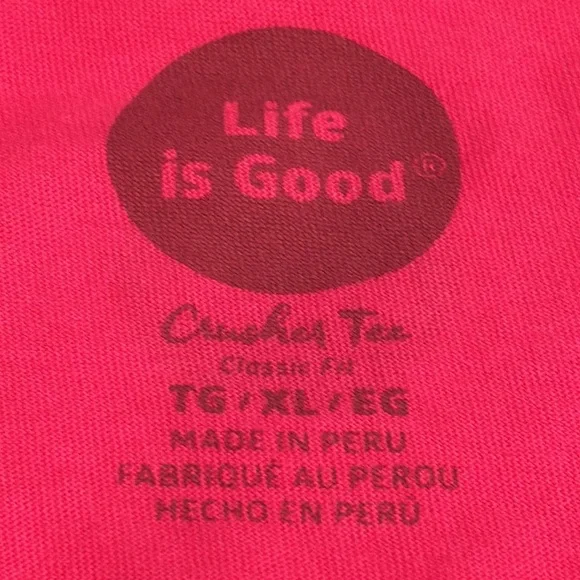 Life
is Good®
Crusher Tee
Classic Fit
TG / XL / EG
MADE IN PERU
FABRIQUÉ AU PEROU
HECHO EN PERÚ